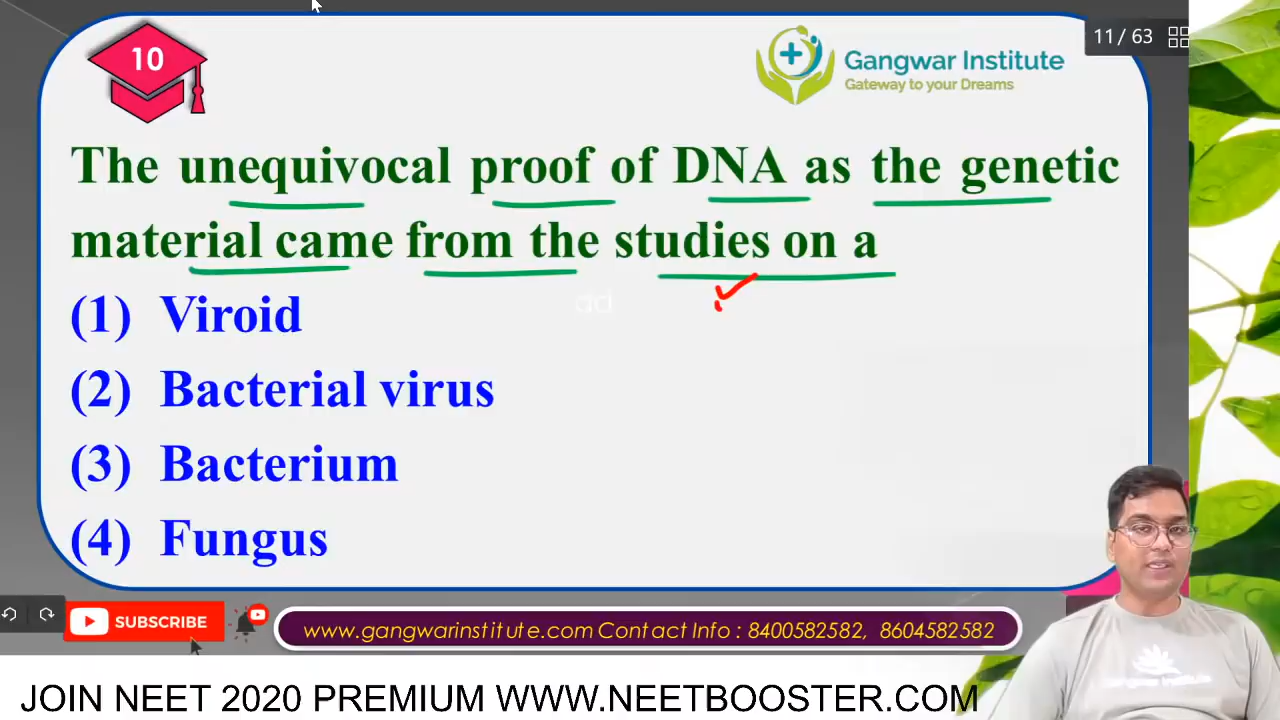 10
Gangwar Institute
Gateway to your Dreams
11 / 63
The unequivocal proof of DNA as the genetic
material came from the studies on a
(1) Viroid
(2) Bacterial virus
(3) Bacterium
(4) Fungus
SUBSCRIBE
www.gangwarinstitute.com Contact Info : 8400582582, 8604582582
JOIN NEET 2020 PREMIUM WWW.NEETBOOSTER.COM